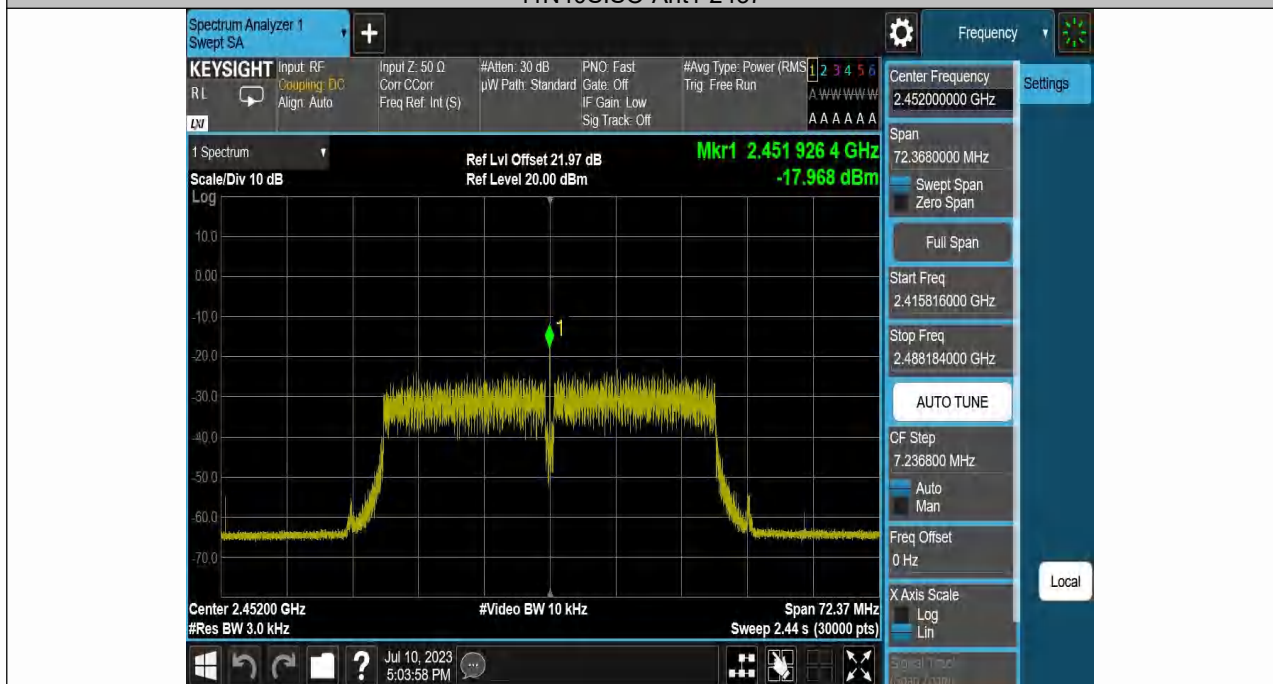 Spectrum Analyzer 1
Swept SA
+
Frequency
KEYSIGHT
RL
LXI
Input: RF
Coupling: DC
Align: Auto
Input Z: 50 Ω
Corr CCorr
Freq Ref: Int (S)
#Atten: 30 dB
µW Path: Standard
PNO: Fast
Gate: Off
IF Gain: Low
Sig Track: Off
#Avg Type: Power (RMS
Trig: Free Run
1 2 3 4 5 6
A W W W W W
A A A A A A
Center Frequency
2.452000000 GHz
Settings
Span
72.3680000 MHz
Swept Span
Zero Span
Full Span
Start Freq
2.415816000 GHz
Stop Freq
2.488184000 GHz
AUTO TUNE
CF Step
7.236800 MHz
Auto
Man
Freq Offset
0 Hz
X Axis Scale
Log
Lin
Local
1 Spectrum
Scale/Div 10 dB
Ref Lvl Offset 21.97 dB
Ref Level 20.00 dBm
Mkr1 2.451 926 4 GHz
-17.968 dBm
Log
10.0
0.00
-10.0
-20.0
-30.0
-40.0
-50.0
-60.0
-70.0
1
Center 2.45200 GHz
#Res BW 3.0 kHz
#Video BW 10 kHz
Span 72.37 MHz
Sweep 2.44 s (30000 pts)
?
Jul 10, 2023
5:03:58 PM